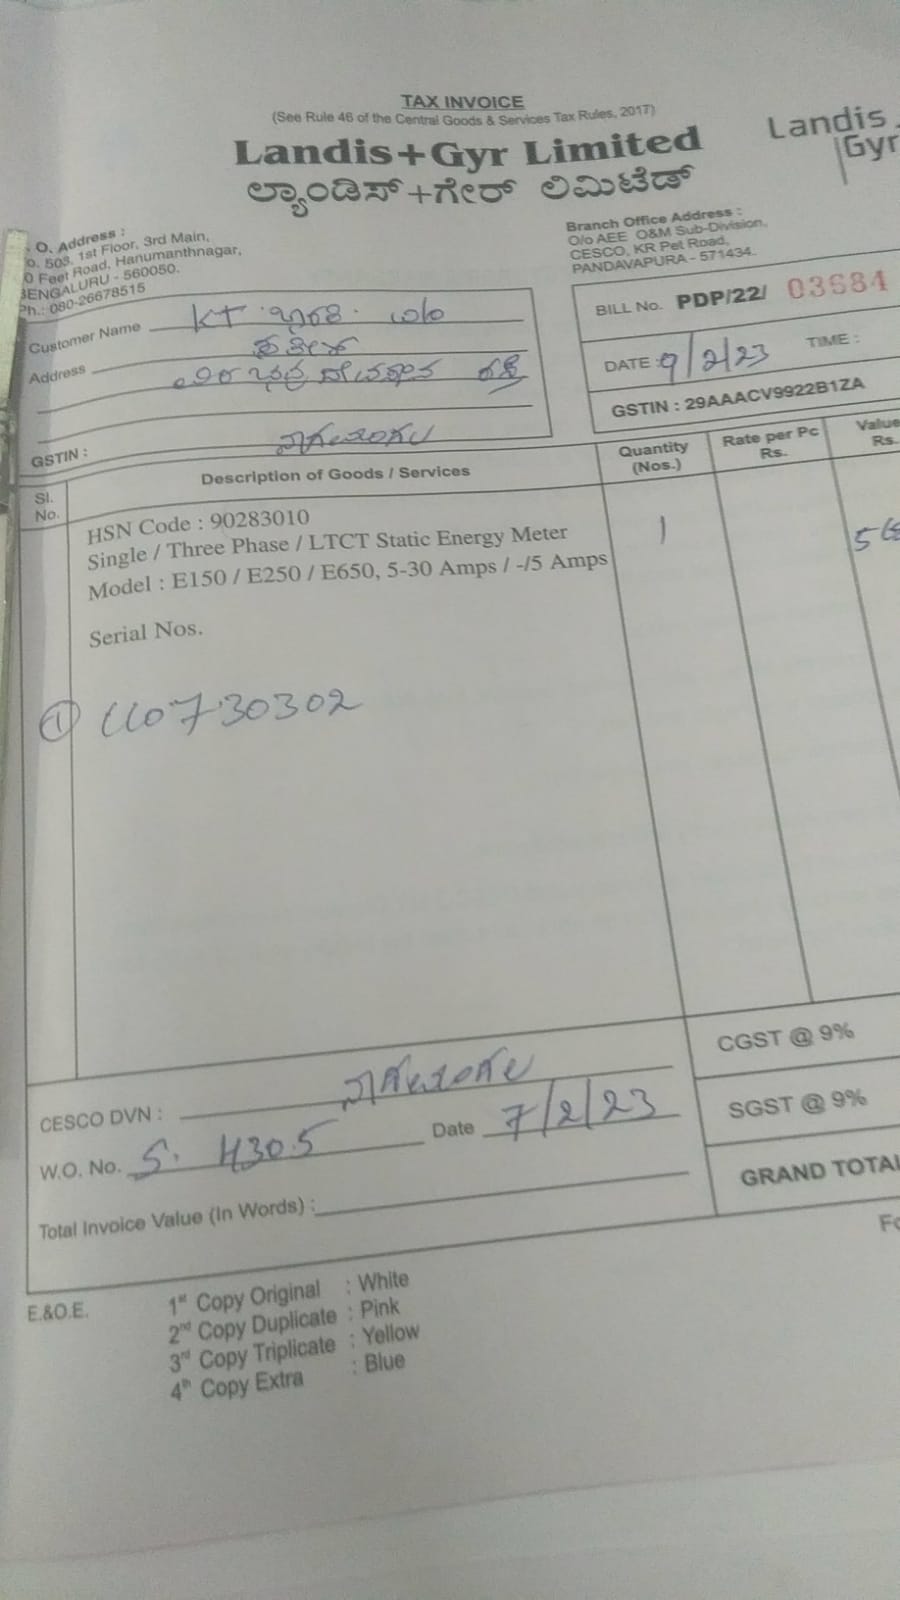 TAX INVOICE
(See Rule 46 of the Central Goods & Services Tax Rules, 2017)
Landis+Gyr Limited
ಲ್ಯಾಂಡಿಸ್+ಗೇರ್ ಲಿಮಿಟೆಡ್
Landis
Gyr
O. Address :
503, 1st Floor, 3rd Main,
Feet Road, Hanumanthnagar,
BENGALURU - 560050.
Ph.: 080-26678515
Branch Office Address :
O/o AEE O&M Sub-Division,
CESCO, KR Pet Road,
PANDAVAPURA - 571434.
Customer Name KT
Address
GSTIN :
BILL No. PDP/22/ 03684
DATE : 9/2/23 TIME :
GSTIN : 29AAACV9922B1ZA
Sl. No. Description of Goods / Services Quantity (Nos.) Rate per Pc Rs. Value Rs.
HSN Code : 90283010
Single / Three Phase / LTCT Static Energy Meter 1
Model : E150 / E250 / E650, 5-30 Amps / -/5 Amps
Serial Nos.
① 110730302
CGST @ 9%
SGST @ 9%
GRAND TOTAL
CESCO DVN :
W.O. No. S. 4305 Date 7/2/23
Total Invoice Value (In Words) :
E.&O.E.
1st Copy Original : White
2nd Copy Duplicate : Pink
3rd Copy Triplicate : Yellow
4th Copy Extra : Blue